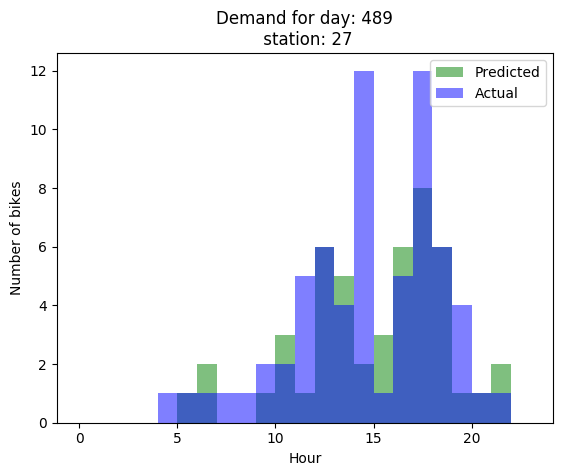 Demand for day: 489
station: 27
Predicted
Actual
Number of bikes
12
10
8
6
4
2
0
0 5 10 15 20
Hour